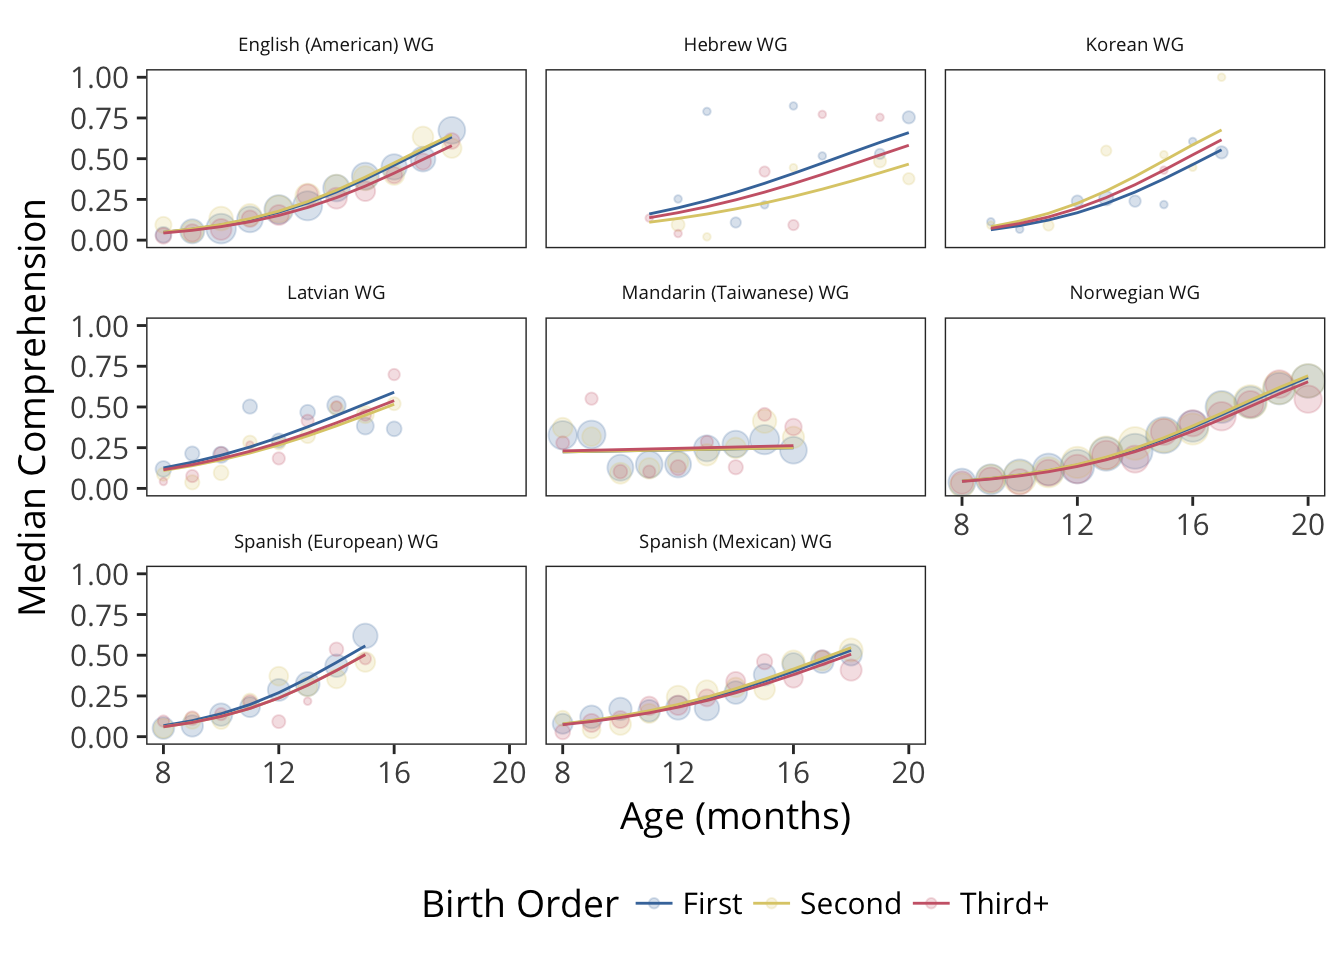 English (American) WG
Hebrew WG
Korean WG
1.00
0.75
0.50
0.25
0.00
Latvian WG
Mandarin (Taiwanese) WG
Norwegian WG
1.00
0.75
0.50
0.25
0.00
8 12 16 20
Spanish (European) WG
Spanish (Mexican) WG
1.00
0.75
0.50
0.25
0.00
8 12 16 20
8 12 16 20
Median Comprehension
Age (months)
Birth Order First Second Third+